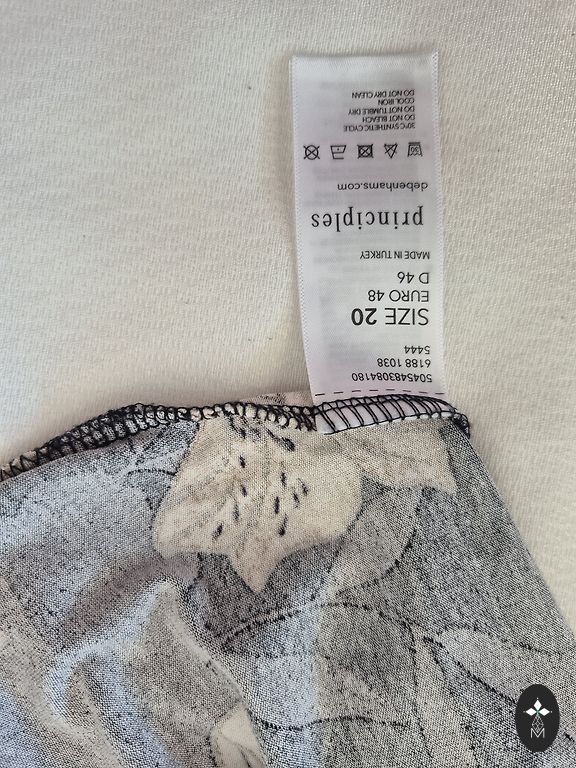 5045483084180
6188 1038
5444
SIZE 20
EURO 48
D 46
MADE IN TURKEY
principles
debenhams.com
30
30°C SYNTHETIC CYCLE
DO NOT BLEACH
DO NOT TUMBLE DRY
COOL IRON
DO NOT DRY CLEAN
M